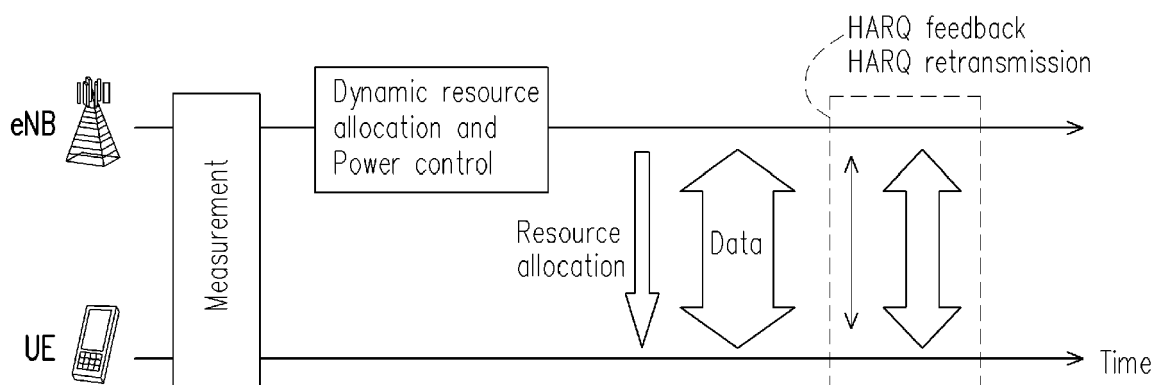 HARQ feedback
HARQ retransmission
eNB
Dynamic resource
allocation and
Power control
Measurement
Resource
allocation
Data
UE
Time